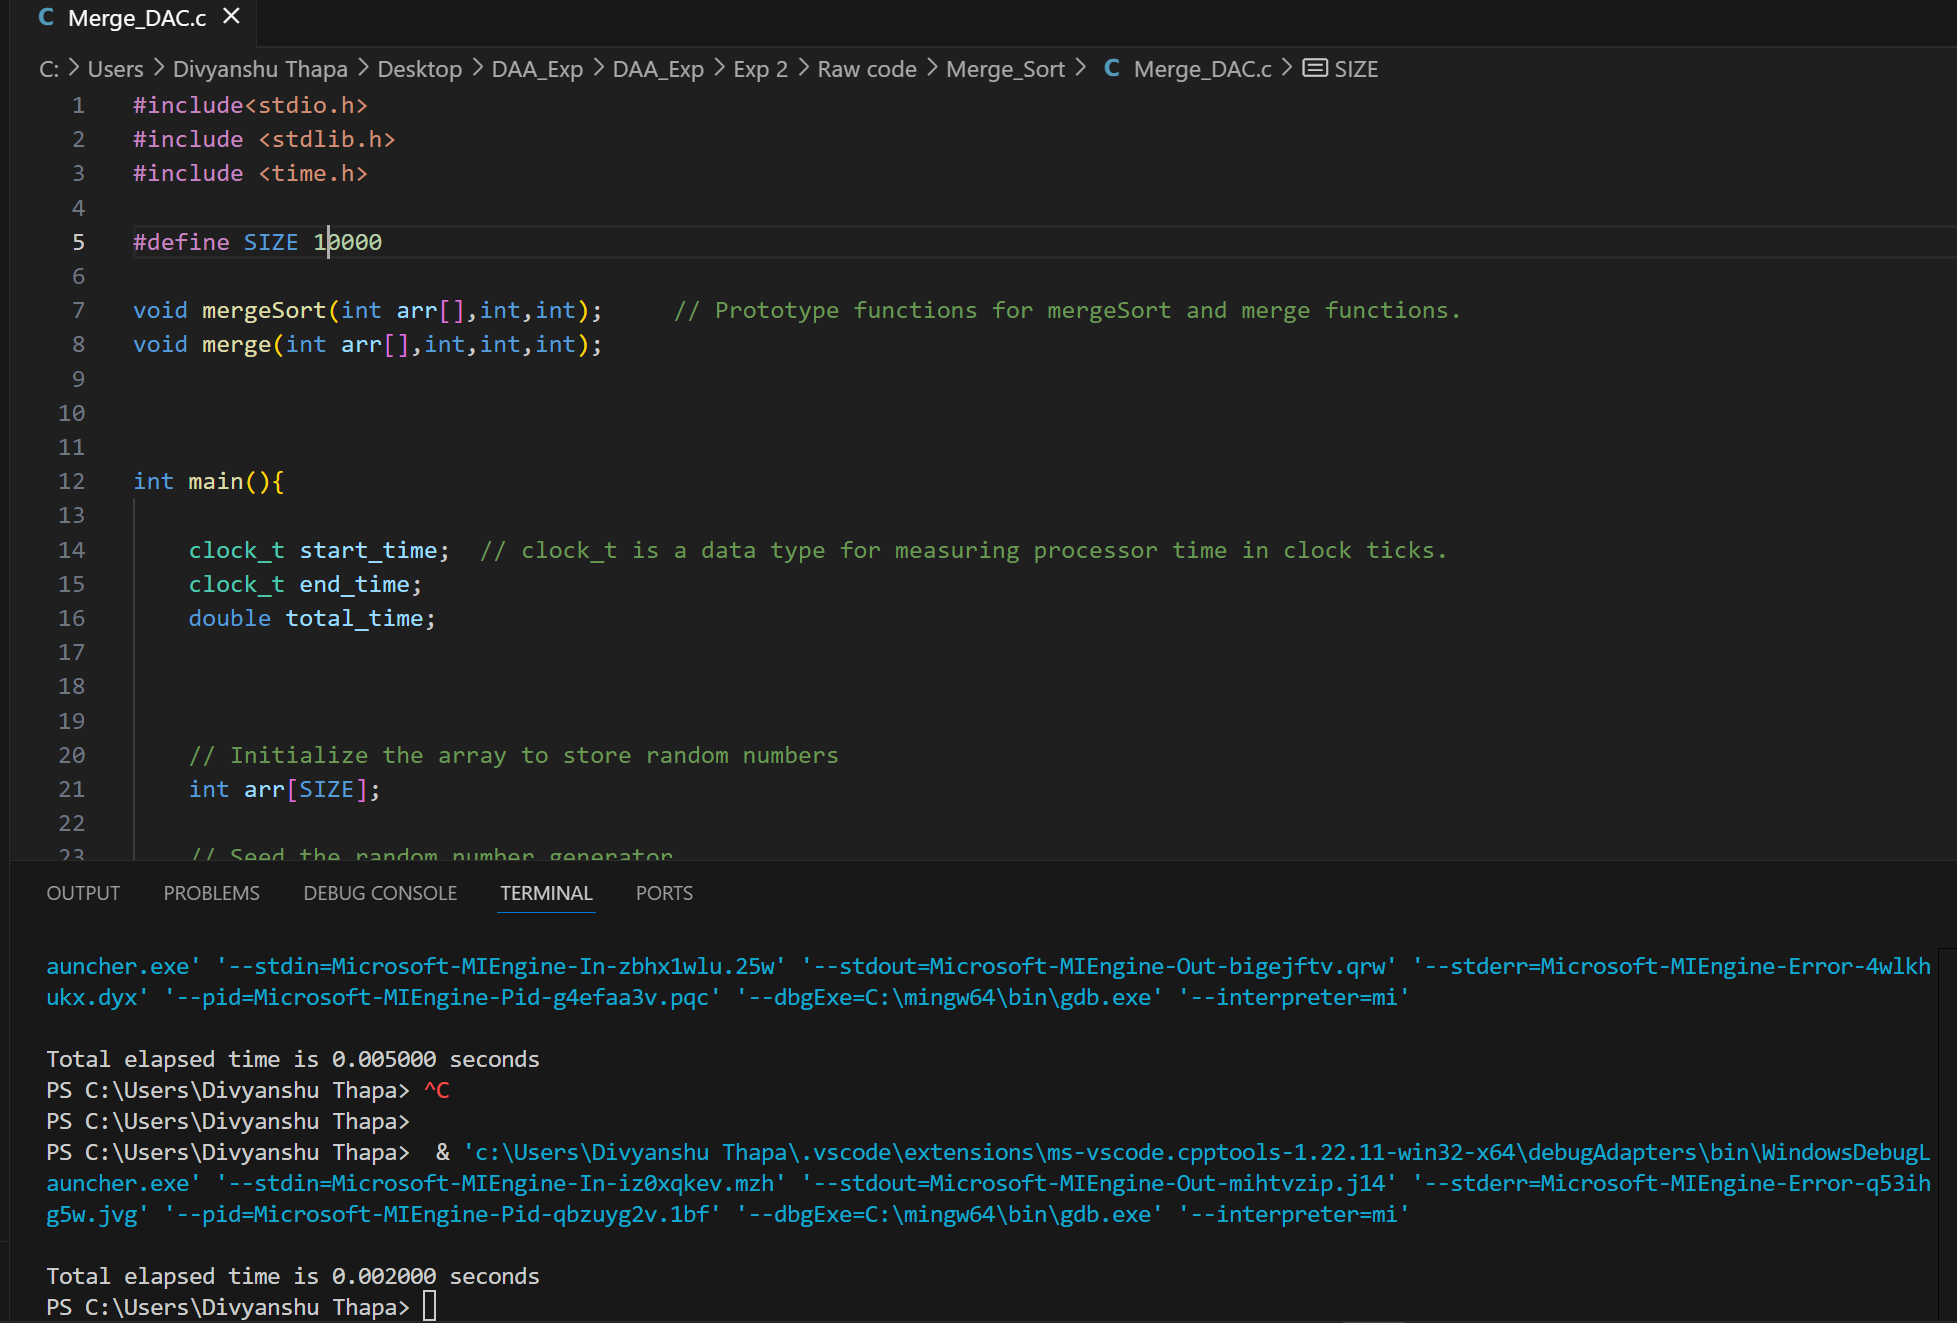 C Merge_DAC.c ×
C: > Users > Divyanshu Thapa > Desktop > DAA_Exp > DAA_Exp > Exp 2 > Raw code > Merge_Sort > C Merge_DAC.c > SIZE
1 #include<stdio.h>
2 #include <stdlib.h>
3 #include <time.h>
4
5 #define SIZE 10000
6
7 void mergeSort(int arr[],int,int);     // Prototype functions for mergeSort and merge functions.
8 void merge(int arr[],int,int,int);
9
10
11
12 int main(){
13
14     clock_t start_time;  // clock_t is a data type for measuring processor time in clock ticks.
15     clock_t end_time;
16     double total_time;
17
18
19
20     // Initialize the array to store random numbers
21     int arr[SIZE];
22
23     // Seed the random number generator
OUTPUT PROBLEMS DEBUG CONSOLE TERMINAL PORTS
auncher.exe' '--stdin=Microsoft-MIEngine-In-zbhx1wlu.25w' '--stdout=Microsoft-MIEngine-Out-bigejftv.qrw' '--stderr=Microsoft-MIEngine-Error-4wlkh
ukx.dyx' '--pid=Microsoft-MIEngine-Pid-g4efaa3v.pqc' '--dbgExe=C:\mingw64\bin\gdb.exe' '--interpreter=mi'
Total elapsed time is 0.005000 seconds
PS C:\Users\Divyanshu Thapa> ^C
PS C:\Users\Divyanshu Thapa>
PS C:\Users\Divyanshu Thapa>  & 'c:\Users\Divyanshu Thapa\.vscode\extensions\ms-vscode.cpptools-1.22.11-win32-x64\debugAdapters\bin\WindowsDebugL
auncher.exe' '--stdin=Microsoft-MIEngine-In-iz0xqkev.mzh' '--stdout=Microsoft-MIEngine-Out-mihtvzip.j14' '--stderr=Microsoft-MIEngine-Error-q53ih
g5w.jvg' '--pid=Microsoft-MIEngine-Pid-qbzuyg2v.1bf' '--dbgExe=C:\mingw64\bin\gdb.exe' '--interpreter=mi'
Total elapsed time is 0.002000 seconds
PS C:\Users\Divyanshu Thapa>